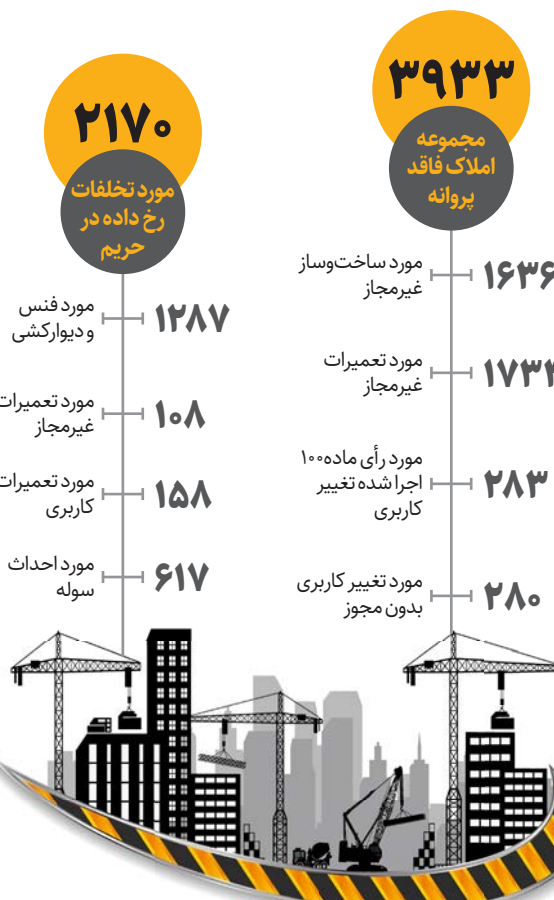 ۳۹۳۳
مجموعه
املاک فاقد
پروانه
۱۶۳۶
مورد ساخت‌وساز
غیرمجاز
۱۷۳۴
مورد تعمیرات
غیرمجاز
۲۸۳
مورد رأی ماده۱۰۰
اجرا شده تغییر
کاربری
۲۸۰
مورد تغییر کاربری
بدون مجوز
۲۱۷۰
مورد تخلفات
رخ داده در
حریم
۱۲۸۷
مورد فنس
و دیوارکشی
۱۰۸
مورد تعمیرات
غیرمجاز
۱۵۸
مورد تعمیرات
کاربری
۶۱۷
مورد احداث
سوله